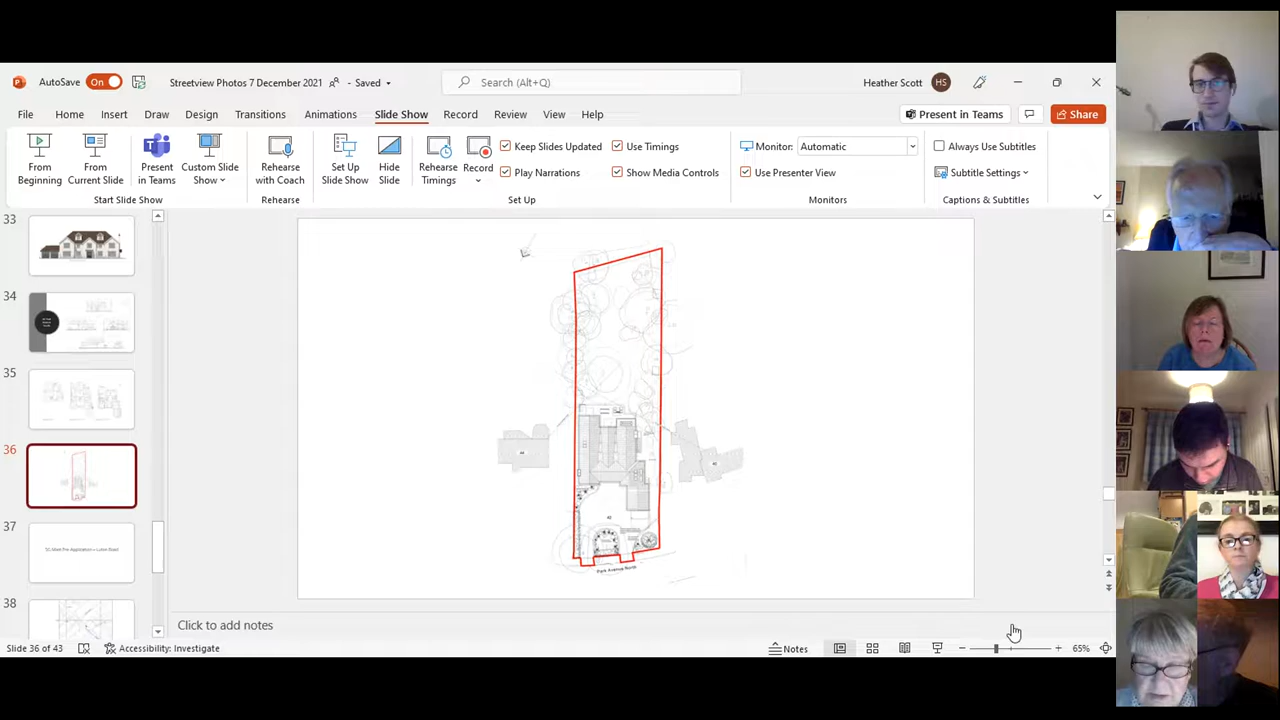 AutoSave On Streetview Photos 7 December 2021 - Saved Search (Alt+Q) Heather Scott HS
File Home Insert Draw Design Transitions Animations Slide Show Record Review View Help Present in Teams Share
From Beginning
From Current Slide
Present in Teams
Custom Slide Show
Start Slide Show
Rehearse with Coach
Rehearse
Set Up Slide Show
Hide Slide
Rehearse Timings
Record
Keep Slides Updated
Play Narrations
Use Timings
Show Media Controls
Set Up
Monitor: Automatic
Use Presenter View
Monitors
Always Use Subtitles
Subtitle Settings
Captions & Subtitles
33
34
35
36
37
38
Park Avenue North
Click to add notes
Slide 36 of 43 Accessibility: Investigate Notes 65%